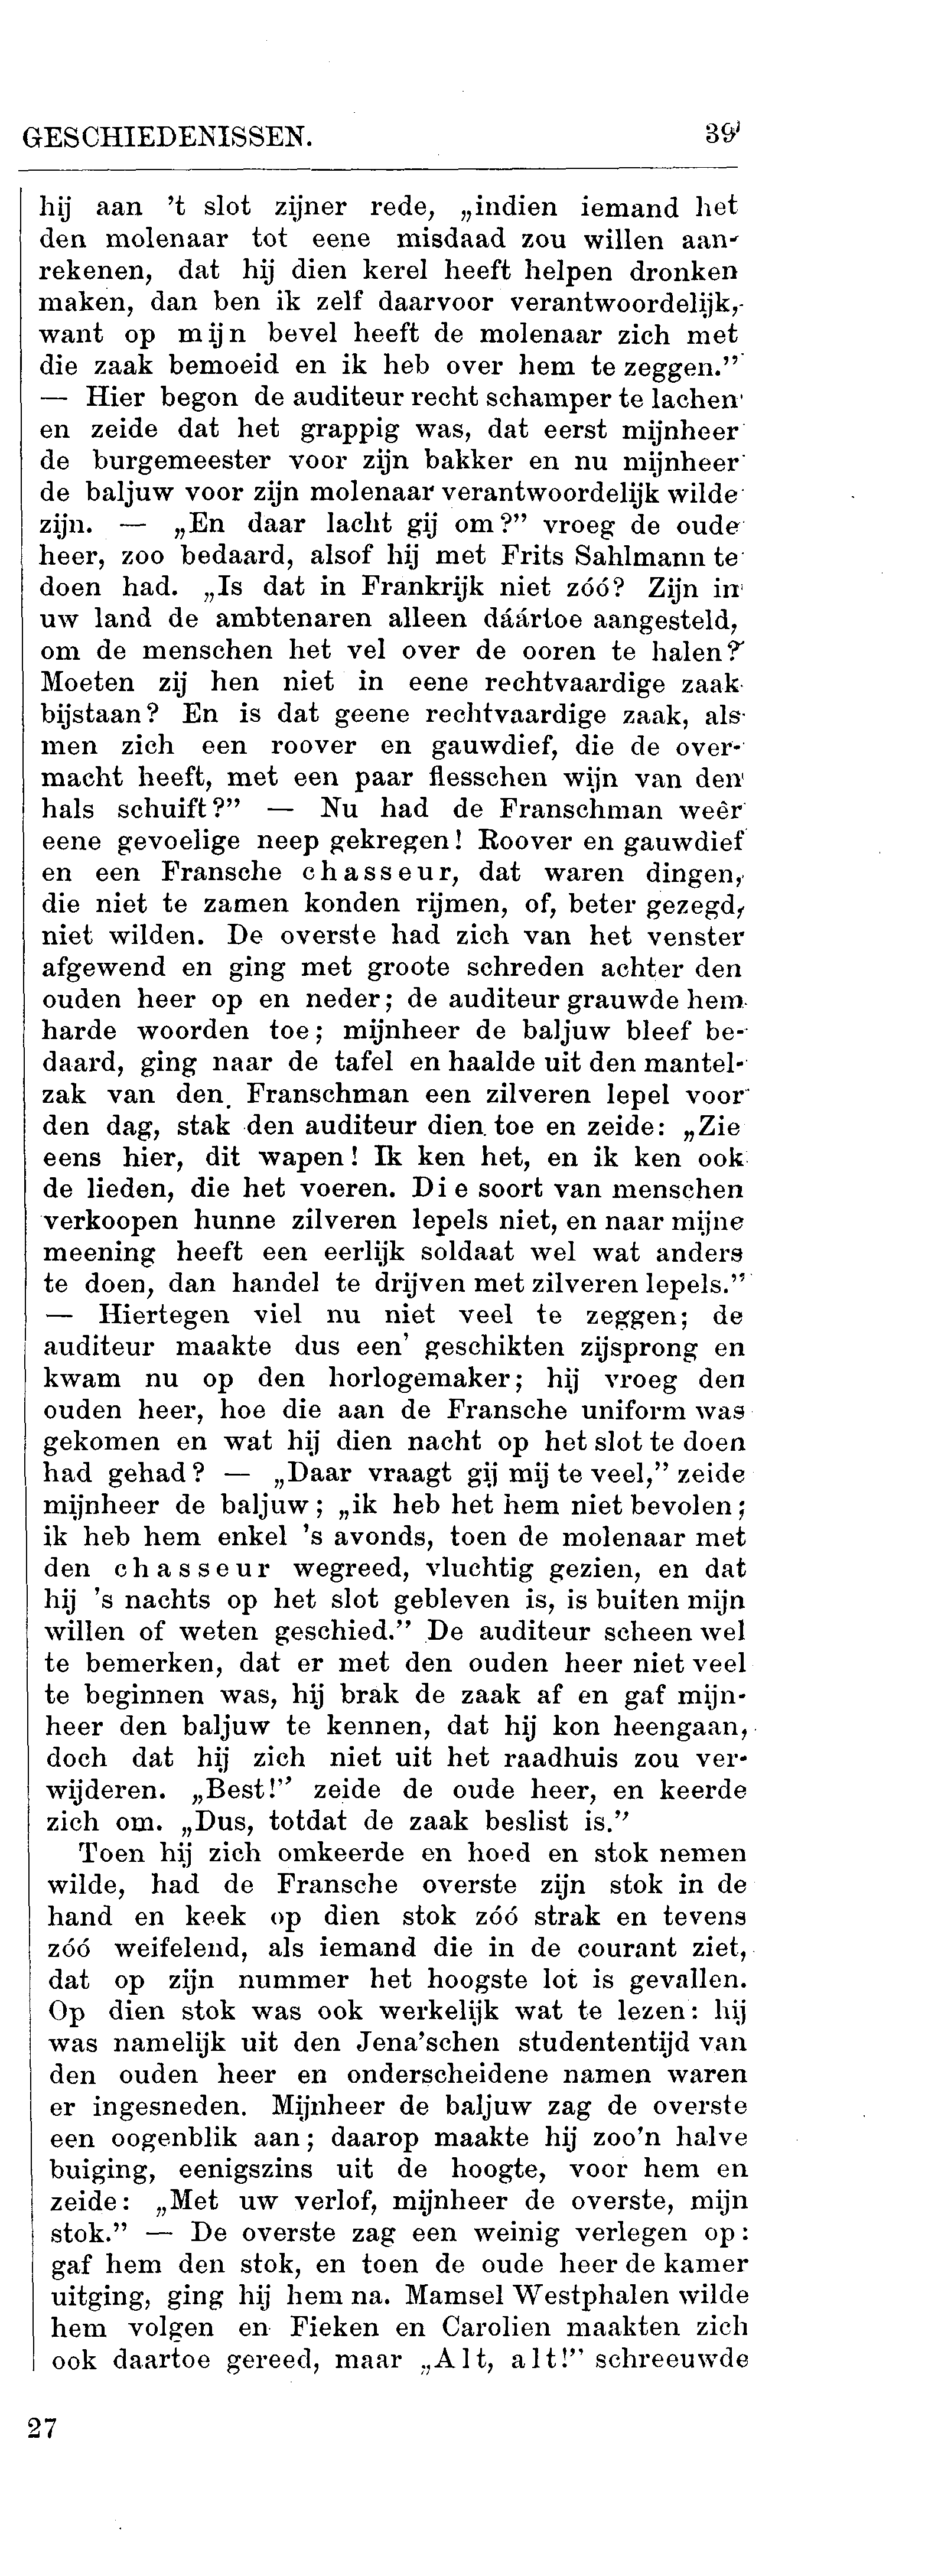 GESCHIEDENISSEN. 39
hij aan 't slot zijner rede, „indien iemand het
den molenaar tot eene misdaad zou willen aan-
rekenen, dat hij dien kerel heeft helpen dronken
maken, dan ben ik zelf daarvoor verantwoordelijk,
want op mijn bevel heeft de molenaar zich met
die zaak bemoeid en ik heb over hem te zeggen.”
— Hier begon de auditeur recht schamper te lachen
en zeide dat het grappig was, dat eerst mijnheer
de burgemeester voor zijn bakker en nu mijnheer
de baljuw voor zijn molenaar verantwoordelijk wilde
zijn. — „En daar lacht gij om?” vroeg de oude
heer, zoo bedaard, alsof hij met Frits Sahlmann te
doen had. „Is dat in Frankrijk niet zóó? Zijn in
uw land de ambtenaren alleen dáártoe aangesteld,
om de menschen het vel over de ooren te halen?
Moeten zij hen niet in eene rechtvaardige zaak
bijstaan? En is dat geene rechtvaardige zaak, als
men zich een roover en gauwdief, die de over-
macht heeft, met een paar flesschen wijn van den
hals schuift?” — Nu had de Franschman weêr
eene gevoelige neep gekregen! Roover en gauwdief
en een Fransche chasseur, dat waren dingen,
die niet te zamen konden rijmen, of, beter gezegd,
niet wilden. De overste had zich van het venster
afgewend en ging met groote schreden achter den
ouden heer op en neder; de auditeur grauwde hem
harde woorden toe; mijnheer de baljuw bleef be-
daard, ging naar de tafel en haalde uit den mantel-
zak van den Franschman een zilveren lepel voor
den dag, stak den auditeur dien toe en zeide: „Zie
eens hier, dit wapen! Ik ken het, en ik ken ook
de lieden, die het voeren. Die soort van menschen
verkoopen hunne zilveren lepels niet, en naar mijne
meening heeft een eerlijk soldaat wel wat anders
te doen, dan handel te drijven met zilveren lepels.”
— Hiertegen viel nu niet veel te zeggen; de
auditeur maakte dus een' geschikten zijsprong en
kwam nu op den horlogemaker; hij vroeg den
ouden heer, hoe die aan de Fransche uniform was
gekomen en wat hij dien nacht op het slot te doen
had gehad? — „Daar vraagt gij mij te veel,” zeide
mijnheer de baljuw; „ik heb het hem niet bevolen;
ik heb hem enkel 's avonds, toen de molenaar met
den chasseur wegreed, vluchtig gezien, en dat
hij 's nachts op het slot gebleven is, is buiten mijn
willen of weten geschied.” De auditeur scheen wel
te bemerken, dat er met den ouden heer niet veel
te beginnen was, hij brak de zaak af en gaf mijn-
heer den baljuw te kennen, dat hij kon heengaan,
doch dat hij zich niet uit het raadhuis zou ver-
wijderen. „Best!” zeide de oude heer, en keerde
zich om. „Dus, totdat de zaak beslist is.”
Toen hij zich omkeerde en hoed en stok nemen
wilde, had de Fransche overste zijn stok in de
hand en keek op dien stok zóó strak en tevens
zóó weifelend, als iemand die in de courant ziet,
dat op zijn nummer het hoogste lot is gevallen.
Op dien stok was ook werkelijk wat te lezen: hij
was namelijk uit den Jena'schen studententijd van
den ouden heer en onderscheidene namen waren
er ingesneden. Mijnheer de baljuw zag de overste
een oogenblik aan; daarop maakte hij zoo'n halve
buiging, eenigszins uit de hoogte, voor hem en
zeide: „Met uw verlof, mijnheer de overste, mijn
stok.” — De overste zag een weinig verlegen op:
gaf hem den stok, en toen de oude heer de kamer
uitging, ging hij hem na. Mamsel Westphalen wilde
hem volgen en Fieken en Carolien maakten zich
ook daartoe gereed, maar „Alt, alt!” schreeuwde
27